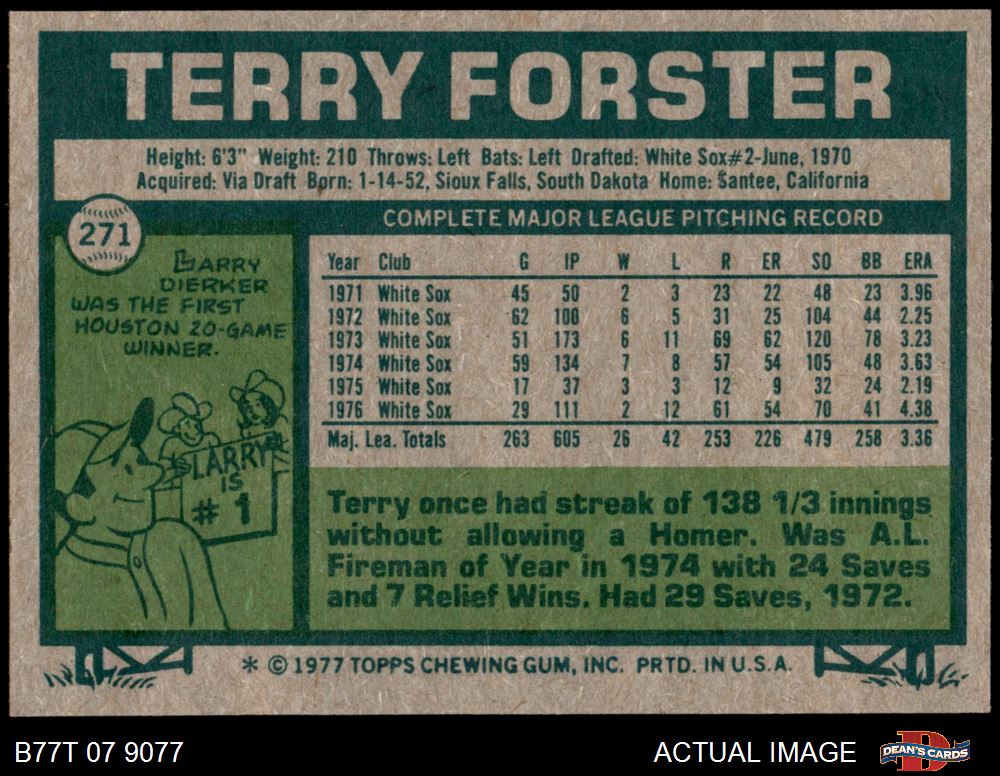 TERRY FORSTER
Height: 6'3" Weight: 210 Throws: Left Bats: Left Drafted: White Sox#2-June, 1970
Acquired: Via Draft Born: 1-14-52, Sioux Falls, South Dakota Home: Santee, California
271
LARRY
DIERKER
WAS THE FIRST
HOUSTON 20-GAME
WINNER.
LARRY
IS
# 1
COMPLETE MAJOR LEAGUE PITCHING RECORD
Year Club G IP W L R ER SO BB ERA
1971 White Sox 45 50 2 3 23 22 48 23 3.96
1972 White Sox 62 100 6 5 31 25 104 44 2.25
1973 White Sox 51 173 6 11 69 62 120 78 3.23
1974 White Sox 59 134 7 8 57 54 105 48 3.63
1975 White Sox 17 37 3 3 12 9 32 24 2.19
1976 White Sox 29 111 2 12 61 54 70 41 4.38
Maj. Lea. Totals 263 605 26 42 253 226 479 258 3.36
Terry once had streak of 138 1/3 innings
without allowing a Homer. Was A.L.
Fireman of Year in 1974 with 24 Saves
and 7 Relief Wins. Had 29 Saves, 1972.
* © 1977 TOPPS CHEWING GUM, INC. PRTD. IN U.S.A.
B77T 07 9077
ACTUAL IMAGE
D
DEAN'S CARDS